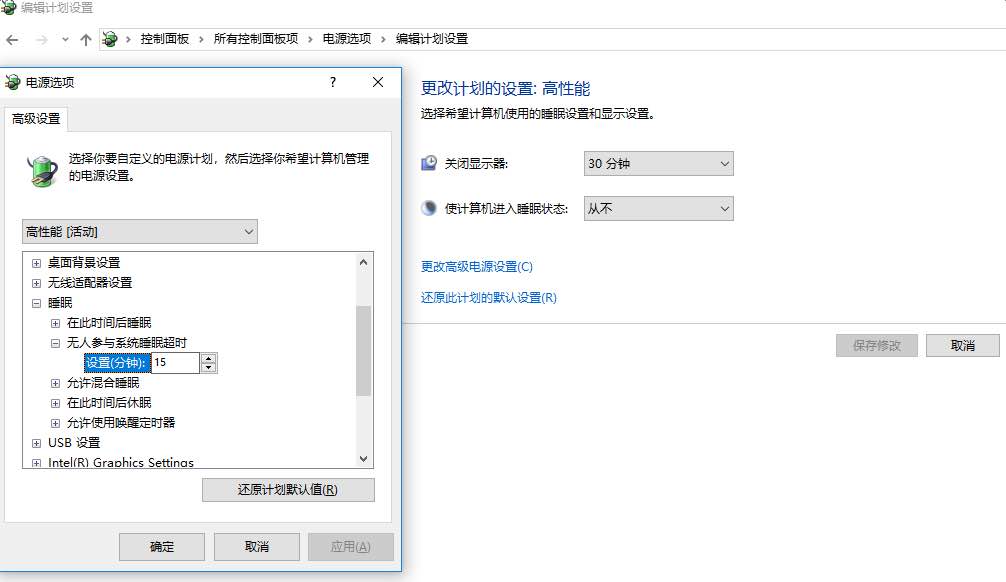 编辑计划设置
控制面板 › 所有控制面板项 › 电源选项 › 编辑计划设置
电源选项
?
高级设置
选择你要自定义的电源计划，然后选择你希望计算机管理
的电源设置。
高性能 [活动]
桌面背景设置
无线适配器设置
睡眠
在此时间后睡眠
无人参与系统睡眠超时
设置(分钟): 15
允许混合睡眠
在此时间后休眠
允许使用唤醒定时器
USB 设置
Intel(R) Graphics Settings
还原计划默认值(R)
确定 取消 应用(A)
更改计划的设置: 高性能
选择希望计算机使用的睡眠设置和显示设置。
关闭显示器: 30 分钟
使计算机进入睡眠状态: 从不
更改高级电源设置(C)
还原此计划的默认设置(R)
保存修改 取消